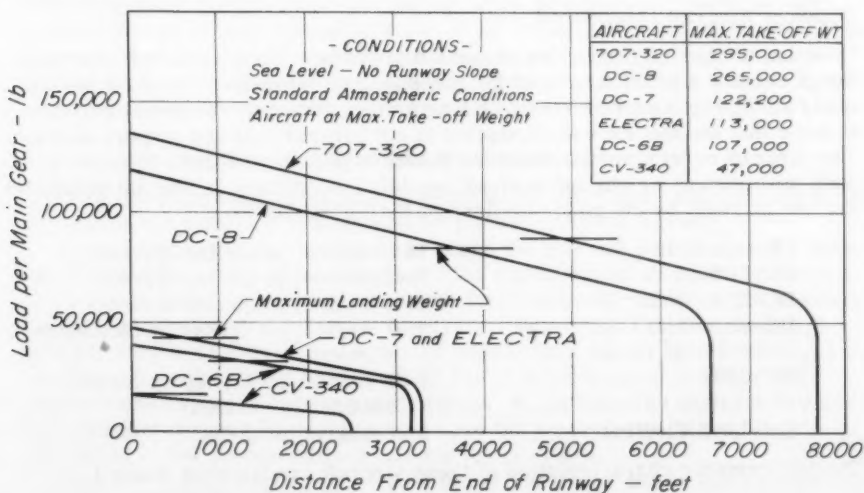 - CONDITIONS -
Sea Level - No Runway Slope
Standard Atmospheric Conditions
Aircraft at Max. Take-off Weight
AIRCRAFT MAX. TAKE-OFF WT
707-320 295,000
DC-8 265,000
DC-7 122,200
ELECTRA 113,000
DC-6B 107,000
CV-340 47,000
Load per Main Gear - lb
150,000
100,000
50,000
0
707-320
DC-8
Maximum Landing Weight
DC-7 and ELECTRA
DC-6B
CV-340
0 1000 2000 3000 4000 5000 6000 7000 8000
Distance From End of Runway - feet